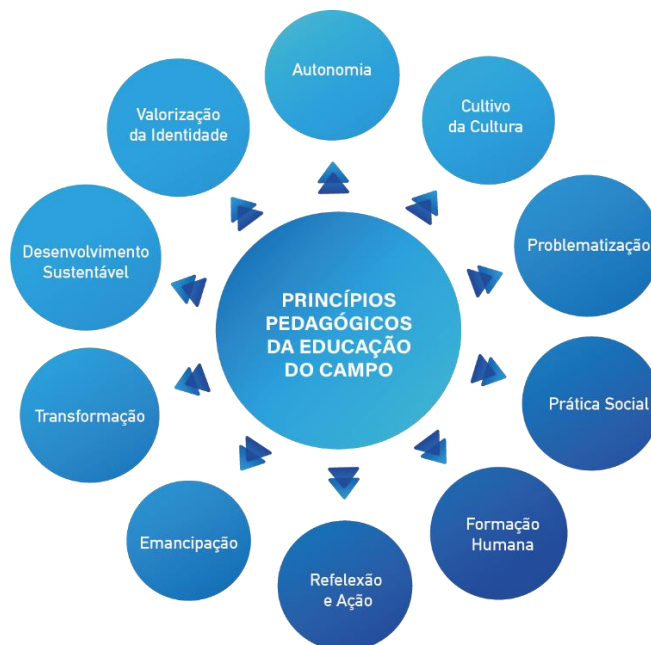 PRINCÍPIOS
PEDAGÓGICOS
DA EDUCAÇÃO
DO CAMPO
Autonomia
Cultivo
da Cultura
Problematização
Prática Social
Formação
Humana
Refelexão
e Ação
Emancipação
Transformação
Desenvolvimento
Sustentável
Valorização
da Identidade